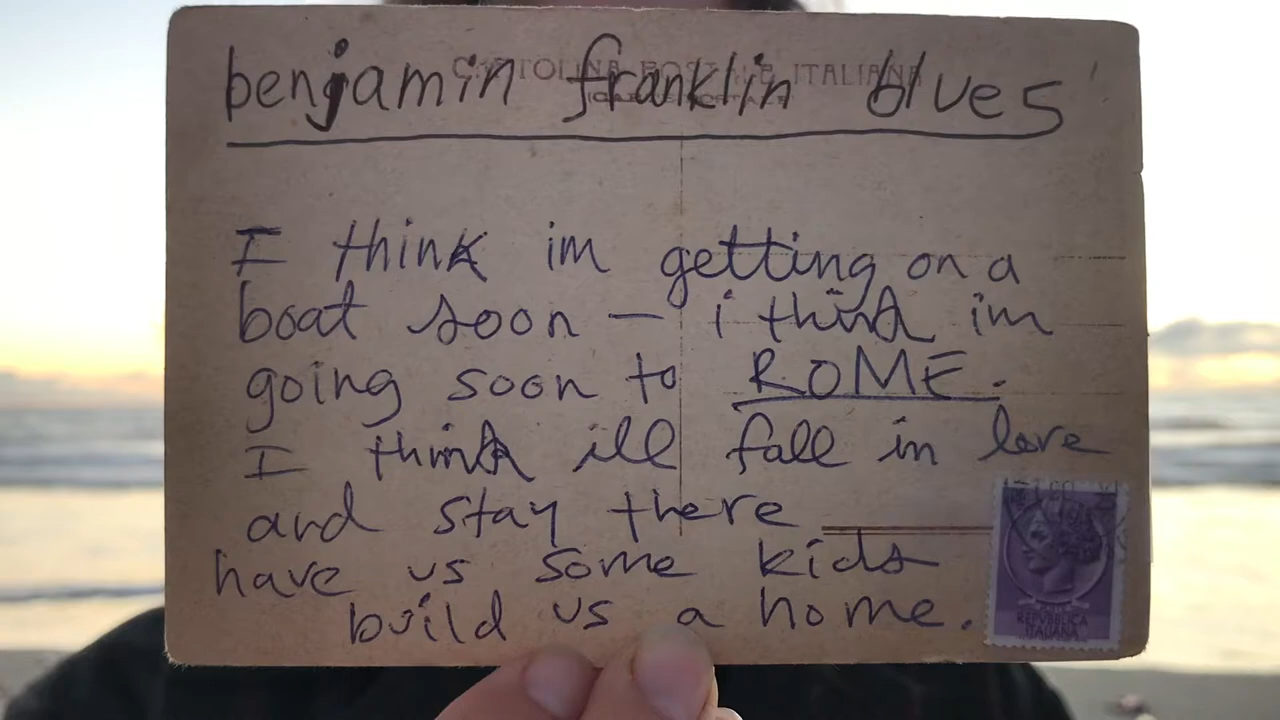 benjamin franklin blues
CARTOLINA POSTALE ITALIANA
I think im getting on a
boat soon — i think im
going soon to ROME.
I think ill fall in love
and stay there
have us some kids
build us a home.
REPVBBLICA
ITALIANA